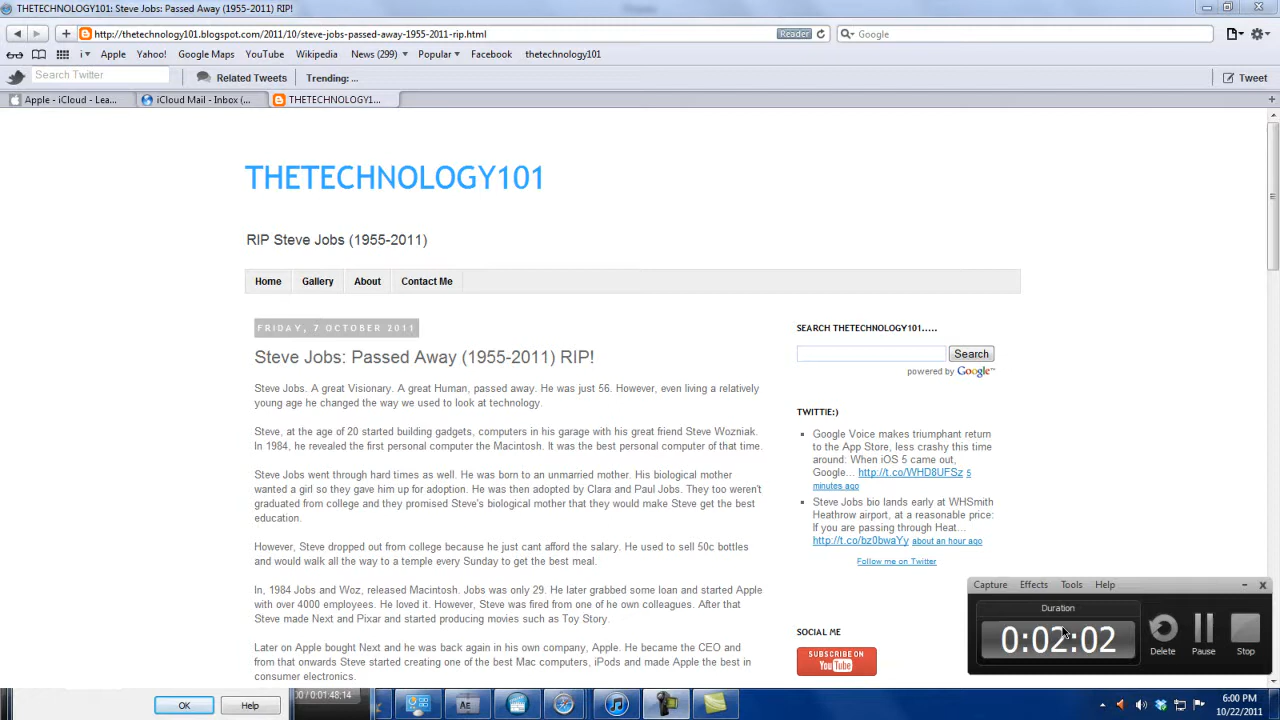 THETECHNOLOGY101: Steve Jobs: Passed Away (1955-2011) RIP!
http://thetechnology101.blogspot.com/2011/10/steve-jobs-passed-away-1955-2011-rip.html
Reader
Google
Apple Yahoo! Google Maps YouTube Wikipedia News (299) Popular Facebook thetechnology101
Search Twitter
Related Tweets
Trending: ...
Tweet
Apple - iCloud - Lea...
iCloud Mail - Inbox (...
THETECHNOLOGY1...
THETECHNOLOGY101
RIP Steve Jobs (1955-2011)
Home Gallery About Contact Me
FRIDAY, 7 OCTOBER 2011
Steve Jobs: Passed Away (1955-2011) RIP!
Steve Jobs. A great Visionary. A great Human, passed away. He was just 56. However, even living a relatively
young age he changed the way we used to look at technology.
Steve, at the age of 20 started building gadgets, computers in his garage with his great friend Steve Wozniak.
In 1984, he revealed the first personal computer the Macintosh. It was the best personal computer of that time.
Steve Jobs went through hard times as well. He was born to an unmarried mother. His biological mother
wanted a girl so they gave him up for adoption. He was then adopted by Clara and Paul Jobs. They too weren't
graduated from college and they promised Steve's biological mother that they would make Steve get the best
education.
However, Steve dropped out from college because he just cant afford the salary. He used to sell 50c bottles
and would walk all the way to a temple every Sunday to get the best meal.
In, 1984 Jobs and Woz, released Macintosh. Jobs was only 29. He later grabbed some loan and started Apple
with over 4000 employees. He loved it. However, Steve was fired from one of he own colleagues. After that
Steve made Next and Pixar and started producing movies such as Toy Story.
Later on Apple bought Next and he was back again in his own company, Apple. He became the CEO and
from that onwards Steve started creating one of the best Mac computers, iPods and made Apple the best in
consumer electronics.
SEARCH THETECHNOLOGY101.....
Search
powered by Google™
TWITTIE:)
Google Voice makes triumphant return
to the App Store, less crashy this time
around. When iOS 5 came out,
Google... http://t.co/WHD8UFSz 5
minutes ago
Steve Jobs bio lands early at WHSmith
Heathrow airport, at a reasonable price:
If you are passing through Heat...
http://t.co/bz0bwaYy about an hour ago
Follow me on Twitter
SOCIAL ME
SUBSCRIBE ON
YouTube
Capture Effects Tools Help
Duration
0:02:02
Delete Pause Stop
OK Help
00 / 0:01:48;14
AE
6:00 PM
10/22/2011